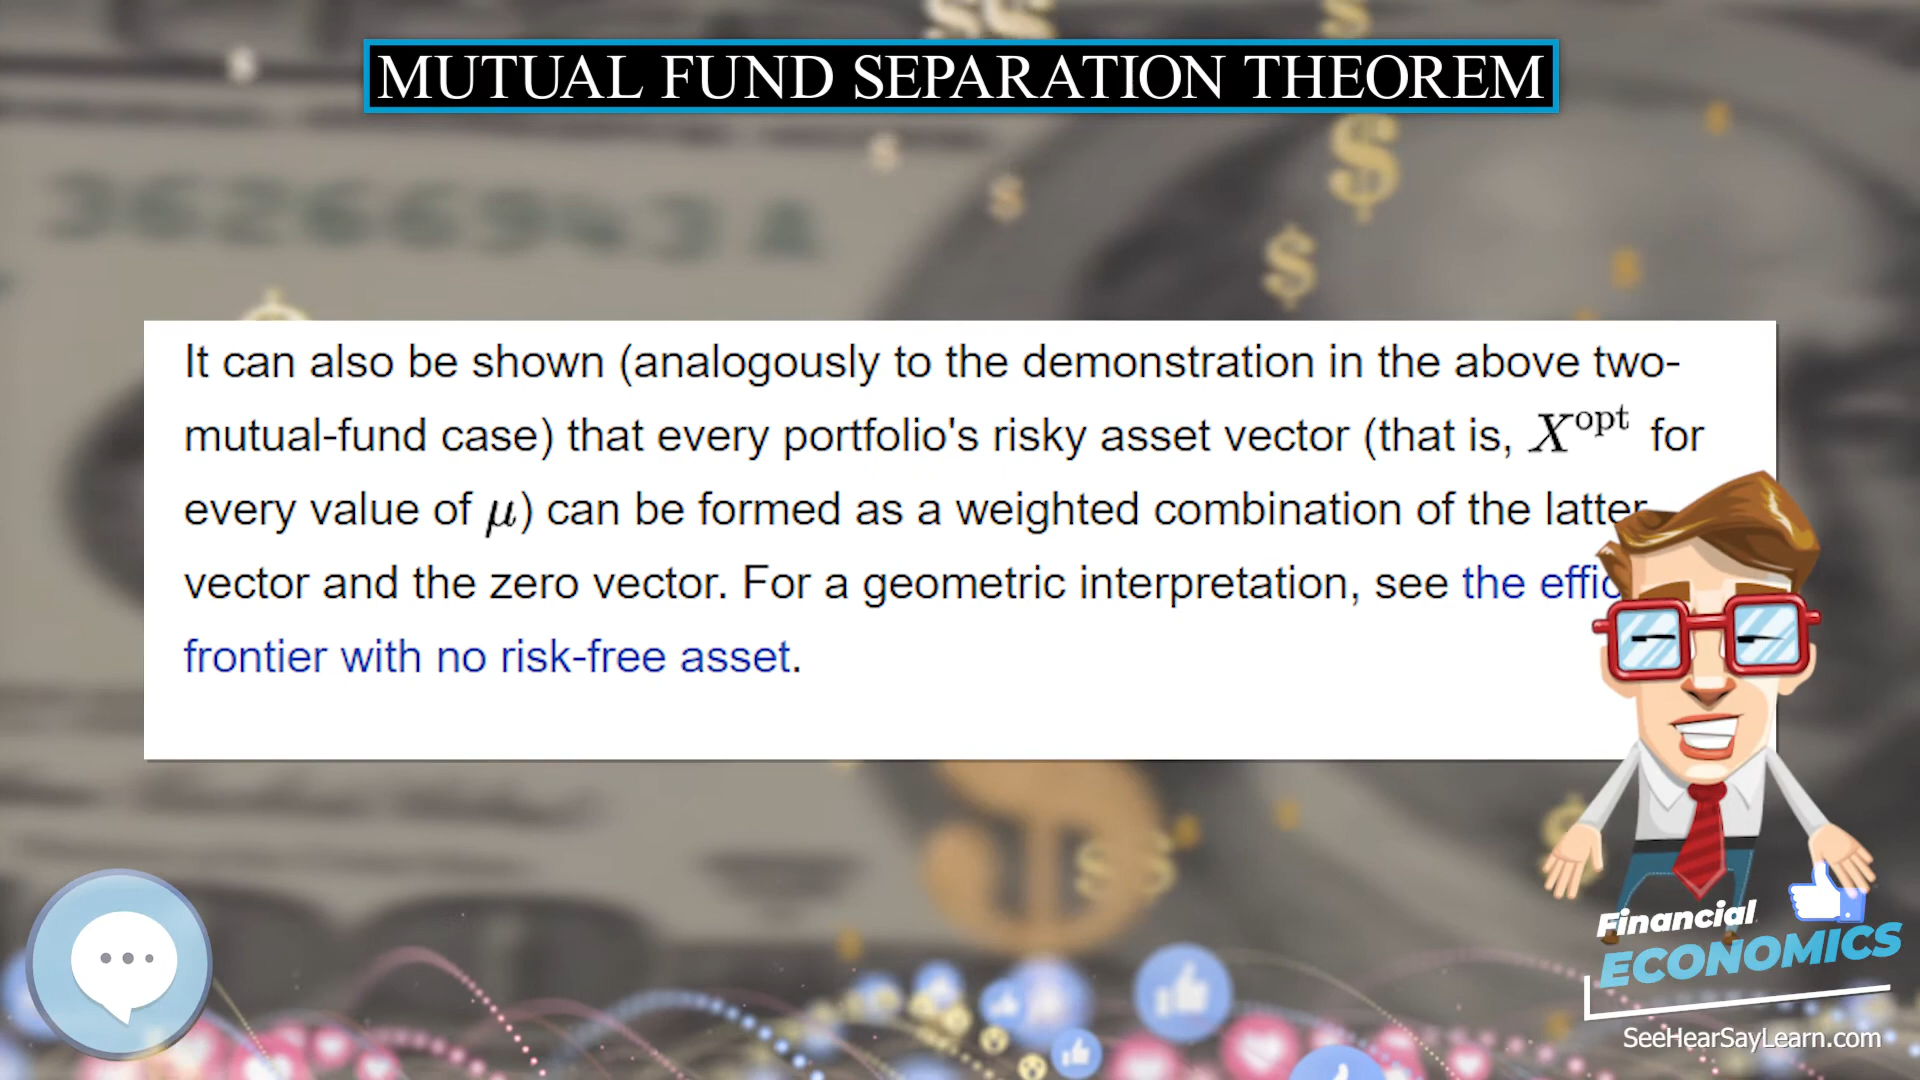 MUTUAL FUND SEPARATION THEOREM
36266943 A
It can also be shown (analogously to the demonstration in the above two-
mutual-fund case) that every portfolio's risky asset vector (that is, X^opt for
every value of μ) can be formed as a weighted combination of the latter
vector and the zero vector. For a geometric interpretation, see the
frontier with no risk-free asset.
Financial
ECONOMICS
SeeHearSayLearn.com